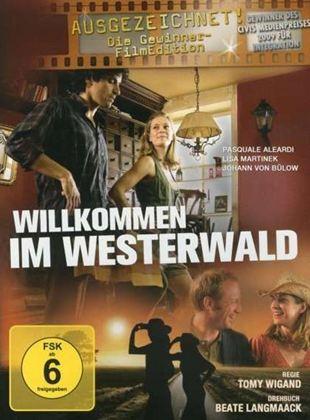 AUSGEZEICHNET!
Die Gewinner-
FilmEdition
GEWINNER DES
CIVIS MEDIENPREISES
2009 FÜR
INTEGRATION
PASQUALE ALEARDI
LISA MARTINEK
JOHANN VON BÜLOW
WILLKOMMEN
IM WESTERWALD
FSK
ab
6
freigegeben
REGIE
TOMY WIGAND
DREHBUCH
BEATE LANGMAACK